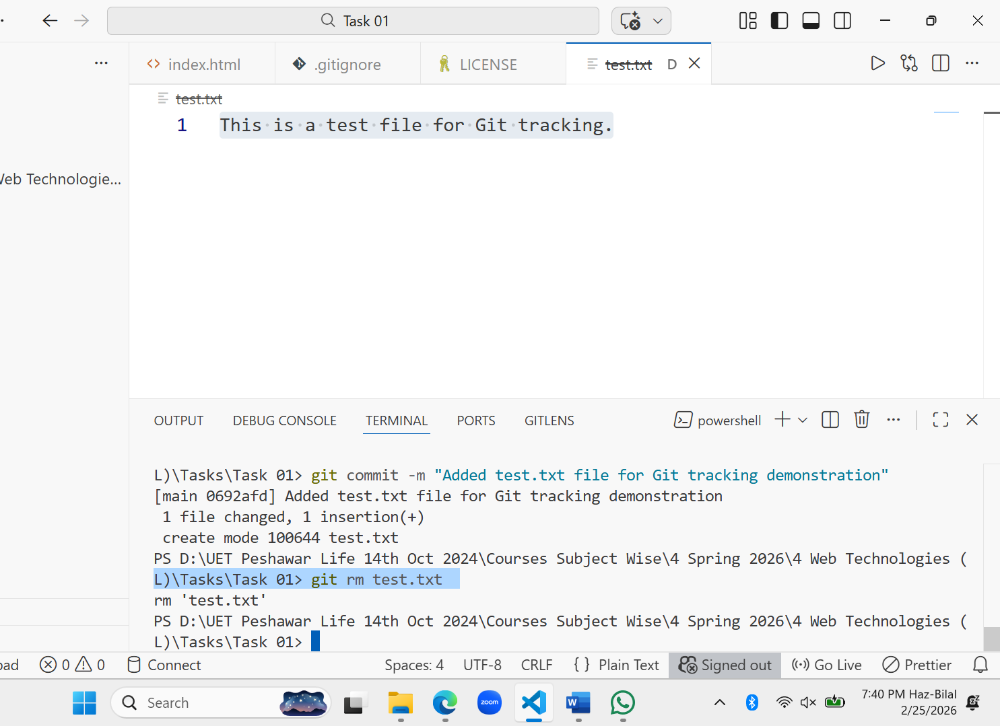 Task 01
index.html
.gitignore
LICENSE
test.txt D
test.txt
1 This is a test file for Git tracking.
Web Technologie...
OUTPUT DEBUG CONSOLE TERMINAL PORTS GITLENS
powershell
L)\Tasks\Task 01> git commit -m "Added test.txt file for Git tracking demonstration"
[main 0692afd] Added test.txt file for Git tracking demonstration
1 file changed, 1 insertion(+)
create mode 100644 test.txt
PS D:\UET Peshawar Life 14th Oct 2024\Courses Subject Wise\4 Spring 2026\4 Web Technologies (
L)\Tasks\Task 01> git rm test.txt
rm 'test.txt'
PS D:\UET Peshawar Life 14th Oct 2024\Courses Subject Wise\4 Spring 2026\4 Web Technologies (
L)\Tasks\Task 01>
0 0 Connect Spaces: 4 UTF-8 CRLF { } Plain Text Signed out Go Live Prettier
Search
zoom
W
7:40 PM Haz-Bilal
2/25/2026